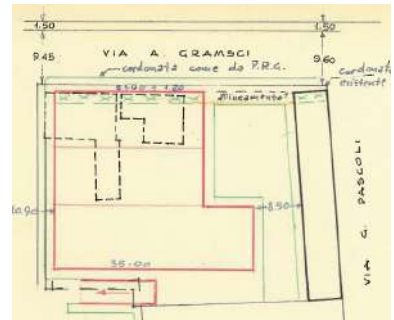 1.50
1.50
9.45
VIA A. GRAMSCI
9.60
cordonata come da P.R.G.
cordonata
esistente
allineamento
8.50
35.00
VIA G. PASCOLI